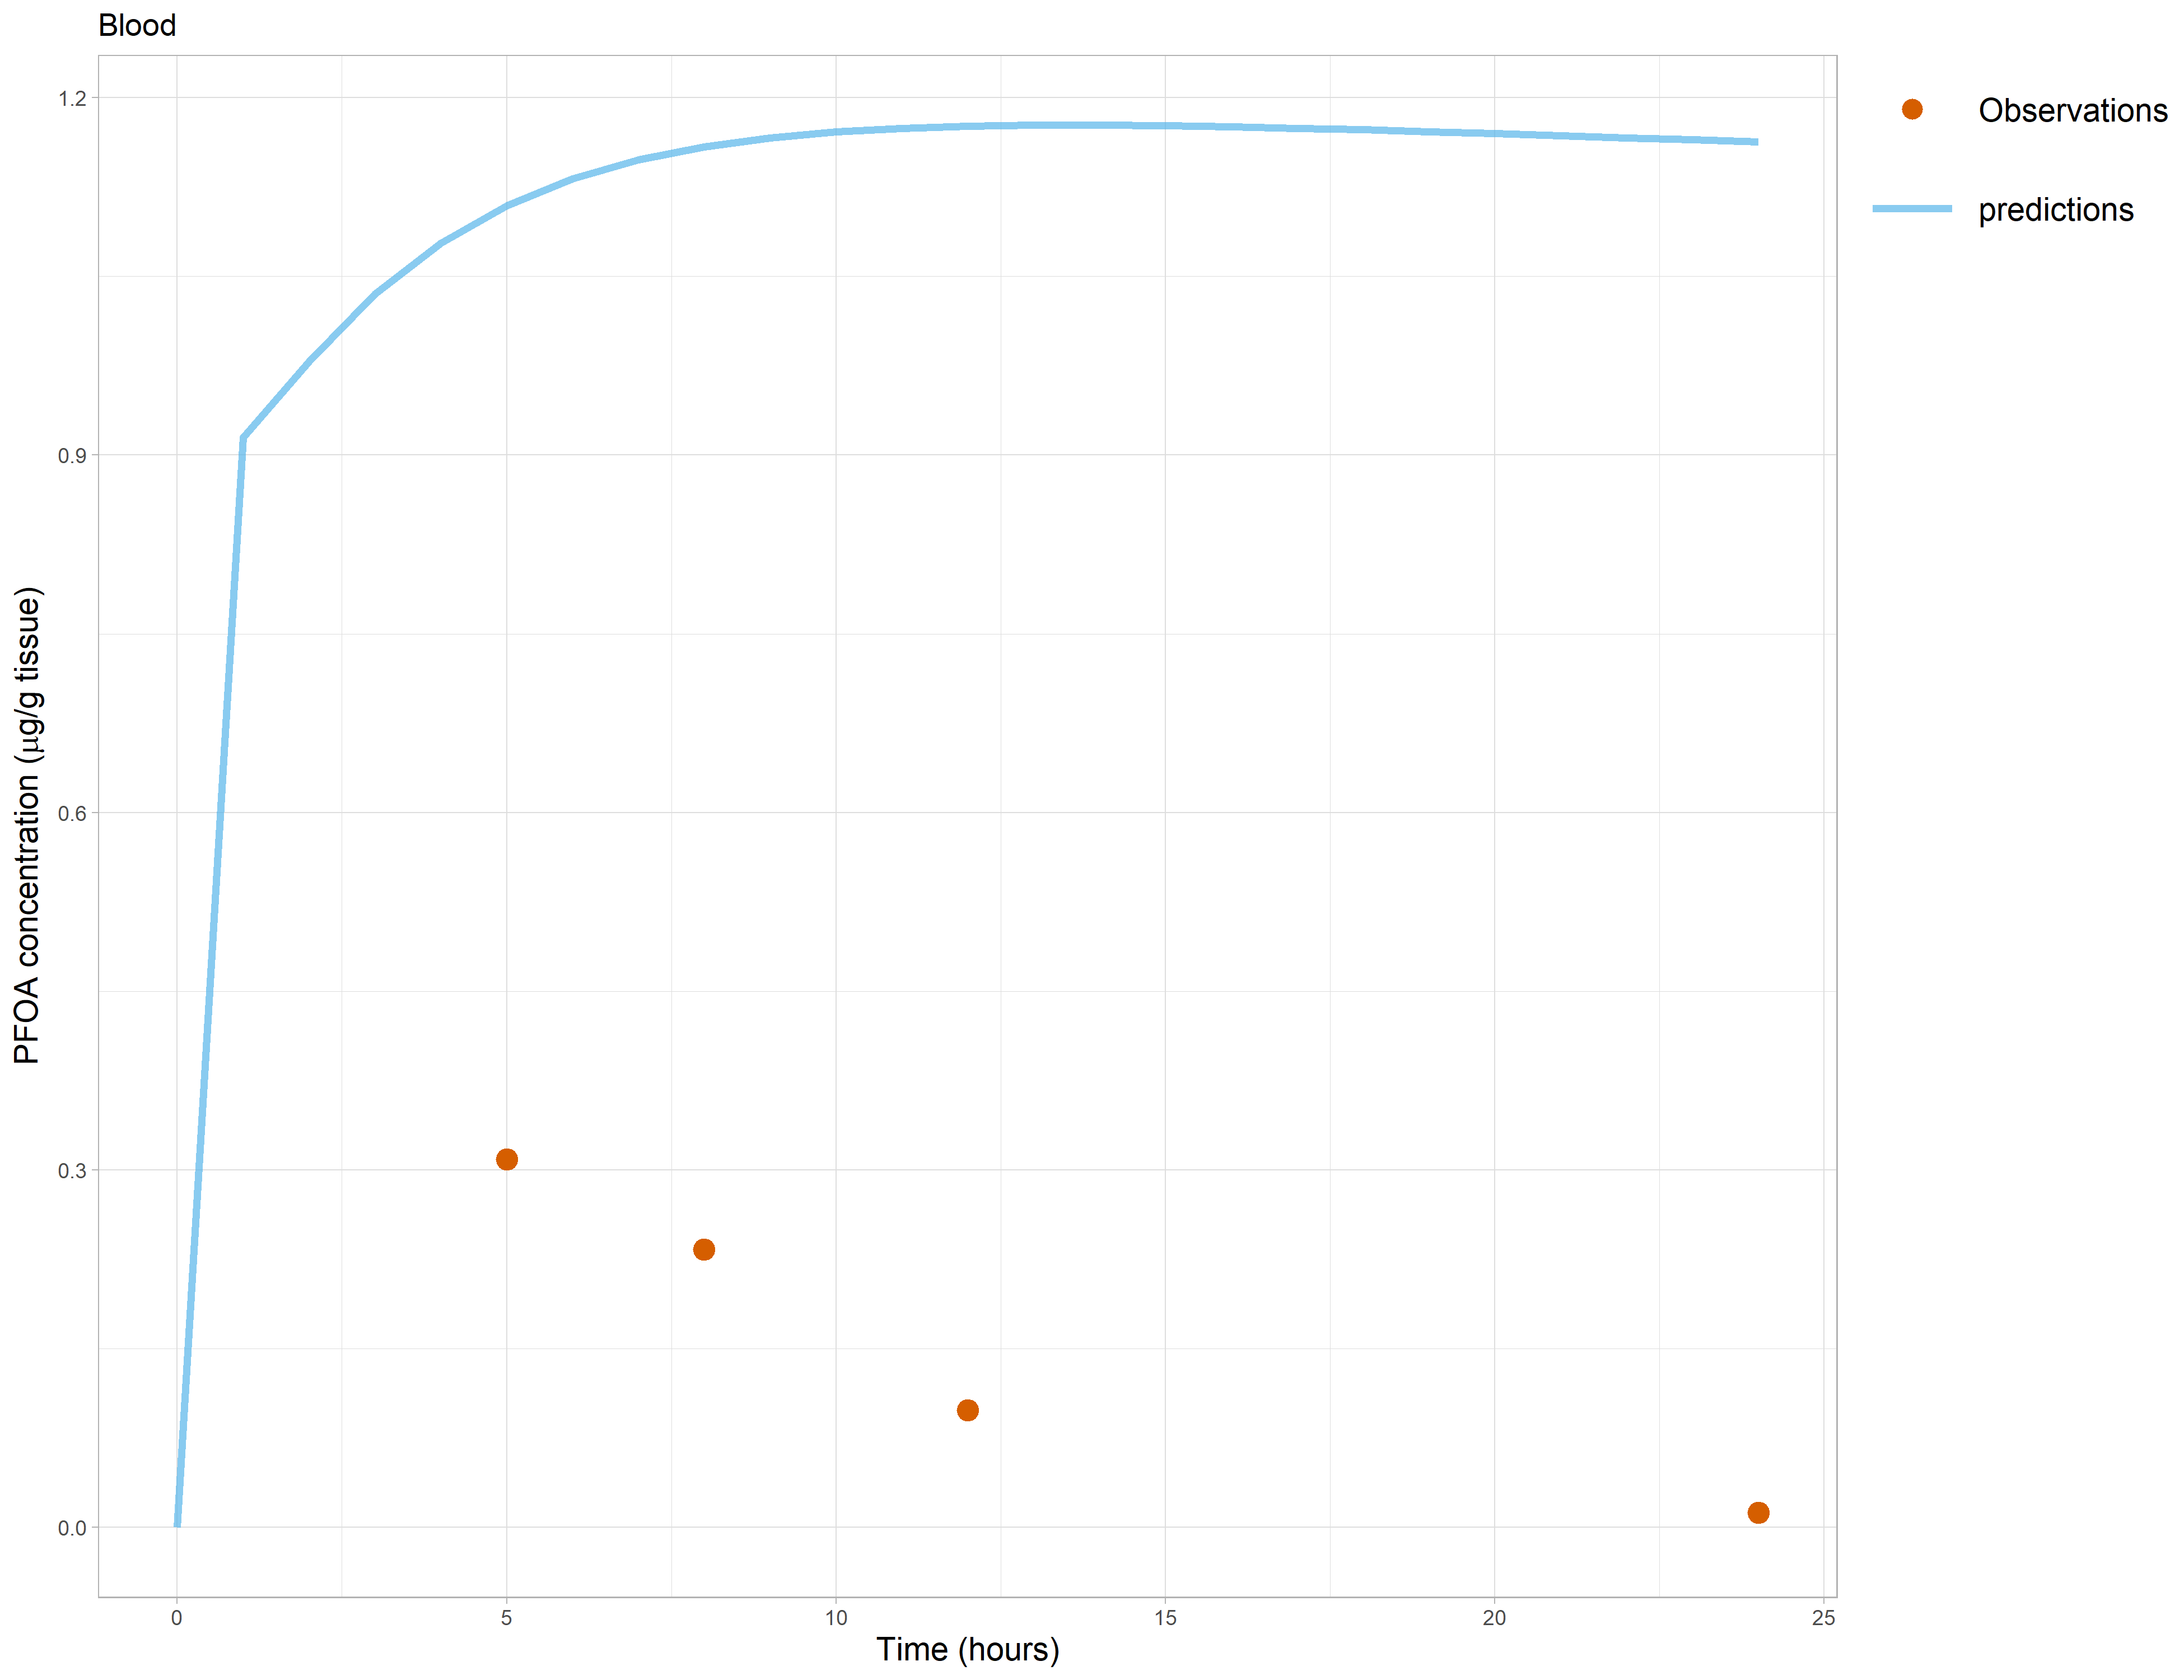 Blood
1.2
0.9
0.6
0.3
0.0
PFOA concentration (μg/g tissue)
0 5 10 15 20 25
Time (hours)
Observations
predictions